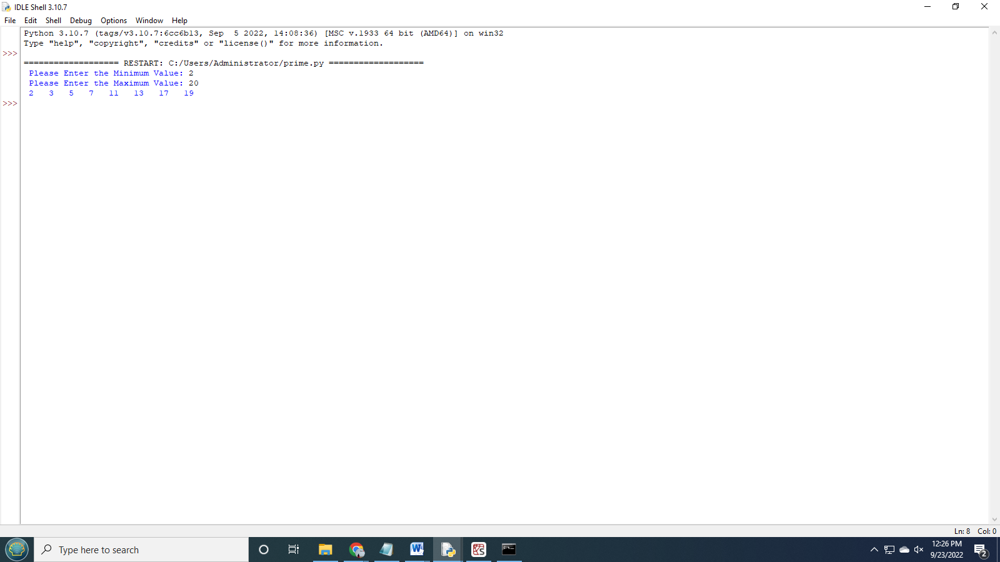 IDLE Shell 3.10.7
File Edit Shell Debug Options Window Help
Python 3.10.7 (tags/v3.10.7:6cc6b13, Sep  5 2022, 14:08:36) [MSC v.1933 64 bit (AMD64)] on win32
Type "help", "copyright", "credits" or "license()" for more information.
>>>
=================== RESTART: C:/Users/Administrator/prime.py ===================
Please Enter the Minimum Value: 2
Please Enter the Maximum Value: 20
2   3   5   7   11   13   17   19
>>>
Ln: 8 Col: 0
Type here to search
12:26 PM
9/23/2022
2